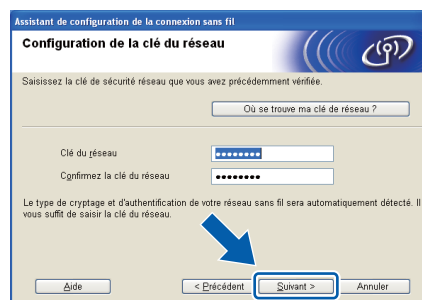 Assistant de configuration de la connexion sans fil
Configuration de la clé du réseau
Saisissez la clé de sécurité réseau que vous avez précédemment vérifiée.
Où se trouve ma clé de réseau ?
Clé du réseau
Confirmez la clé du réseau
Le type de cryptage et d'authentification de votre réseau sans fil sera automatiquement détecté. Il
vous suffit de saisir la clé du réseau.
Aide < Précédent Suivant > Annuler